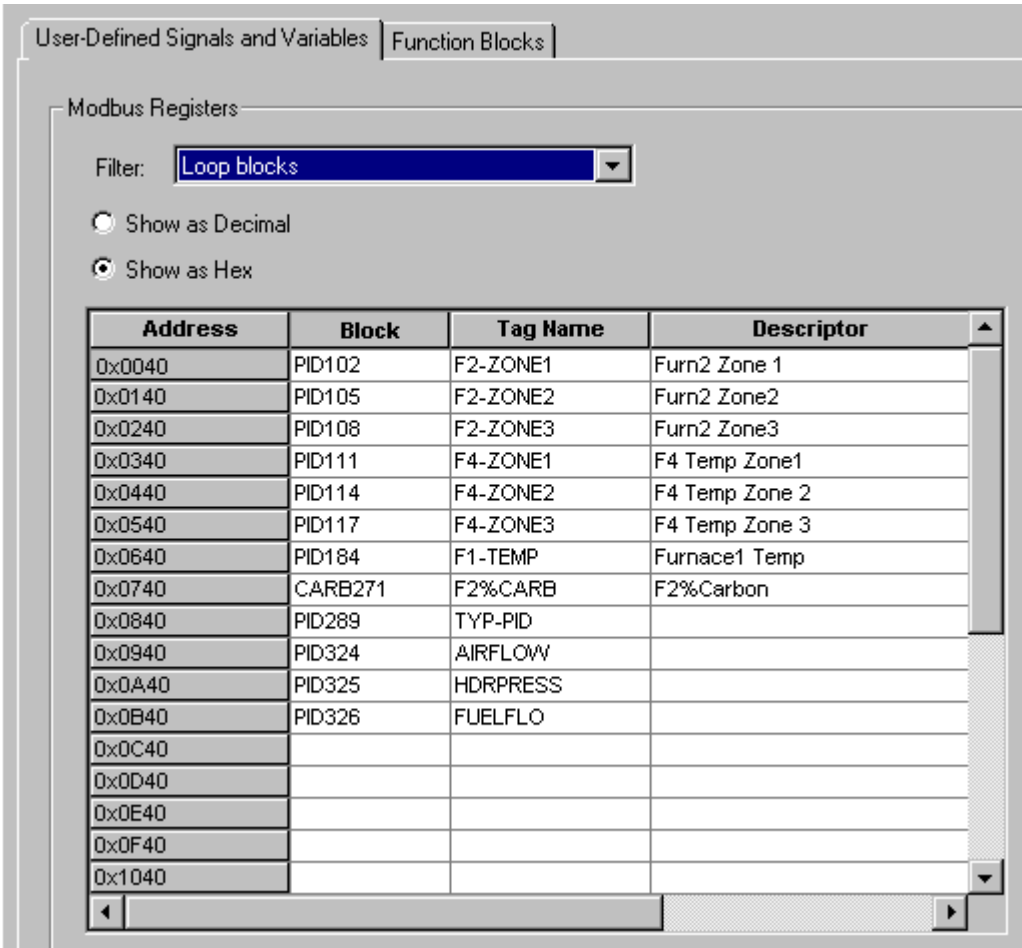 User-Defined Signals and Variables Function Blocks
Modbus Registers
Filter: Loop blocks
Show as Decimal
Show as Hex
Address Block Tag Name Descriptor
0x0040 PID102 F2-ZONE1 Furn2 Zone 1
0x0140 PID105 F2-ZONE2 Furn2 Zone2
0x0240 PID108 F2-ZONE3 Furn2 Zone3
0x0340 PID111 F4-ZONE1 F4 Temp Zone1
0x0440 PID114 F4-ZONE2 F4 Temp Zone 2
0x0540 PID117 F4-ZONE3 F4 Temp Zone 3
0x0640 PID184 F1-TEMP Furnace1 Temp
0x0740 CARB271 F2%CARB F2%Carbon
0x0840 PID289 TYP-PID
0x0940 PID324 AIRFLOW
0x0A40 PID325 HDRPRESS
0x0B40 PID326 FUELFLO
0x0C40
0x0D40
0x0E40
0x0F40
0x1040